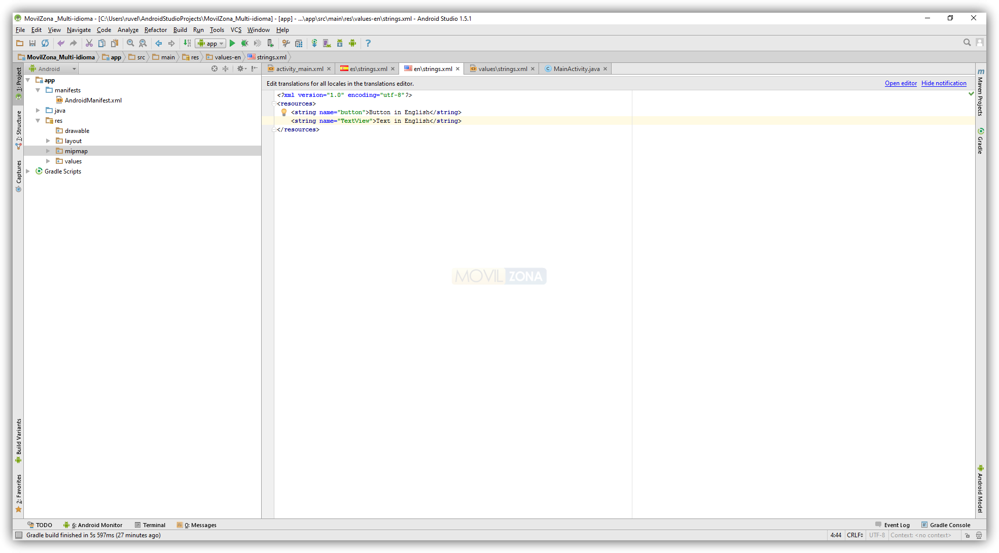 MovilZona _Multi-idioma - [C:\Users\ruvel\AndroidStudioProjects\MovilZona_Multi-idioma] - [app] - ...\app\src\main\res\values-en\strings.xml - Android Studio 1.5.1
File Edit View Navigate Code Analyze Refactor Build Run Tools VCS Window Help
app
MovilZona_Multi-idioma app src main res values-en strings.xml
Android
activity_main.xml es\strings.xml en\strings.xml values\strings.xml MainActivity.java
Edit translations for all locales in the translations editor. Open editor Hide notification
1: Project
7: Structure
Captures
Build Variants
2: Favorites
app
manifests
AndroidManifest.xml
java
res
drawable
layout
mipmap
values
Gradle Scripts
<?xml version="1.0" encoding="utf-8"?>
<resources>
<string name="button">Button in English</string>
<string name="TextView">Text in English</string>
</resources>
MOVIL ZONA
m Maven Projects
Gradle
Android Model
TODO 6: Android Monitor Terminal 0: Messages Event Log Gradle Console
Gradle build finished in 5s 597ms (27 minutes ago) 4:44 CRLF UTF-8 Context: <no context>